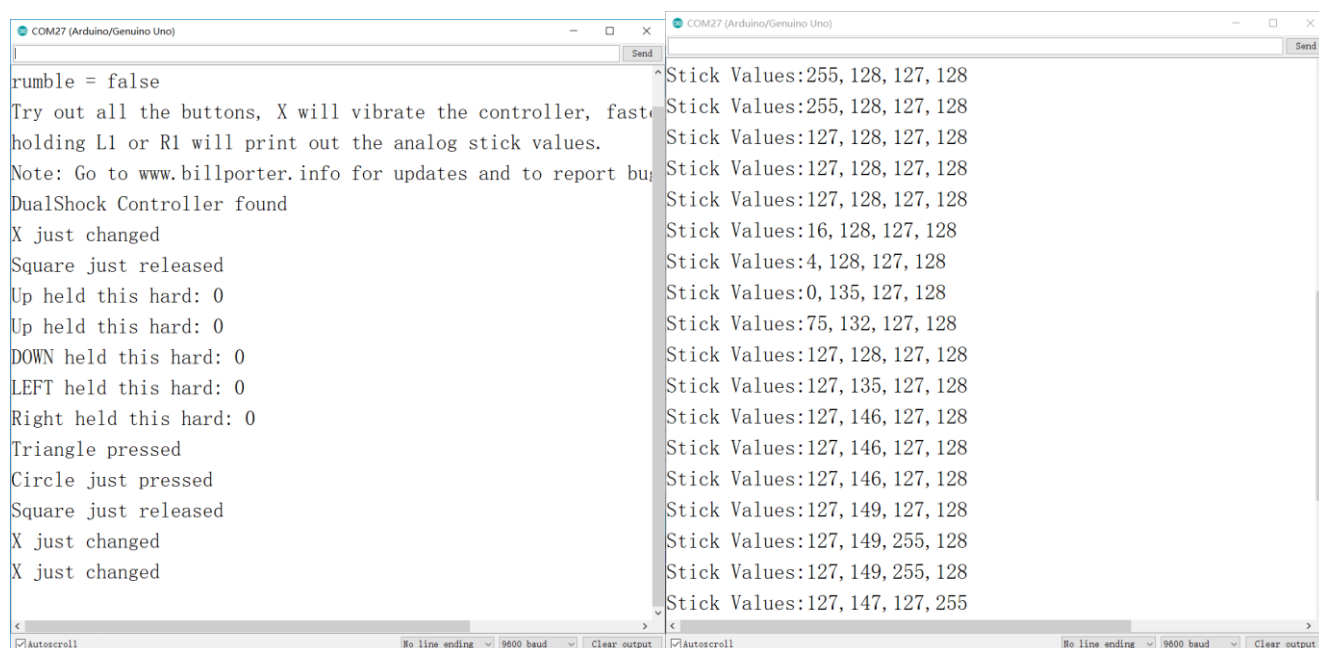 COM27 (Arduino/Genuino Uno)
Send
rumble = false
Try out all the buttons, X will vibrate the controller, faste
holding L1 or R1 will print out the analog stick values.
Note: Go to www.billporter.info for updates and to report bug
DualShock Controller found
X just changed
Square just released
Up held this hard: 0
Up held this hard: 0
DOWN held this hard: 0
LEFT held this hard: 0
Right held this hard: 0
Triangle pressed
Circle just pressed
Square just released
X just changed
X just changed
Autoscroll No line ending 9600 baud Clear output
COM27 (Arduino/Genuino Uno)
Send
Stick Values:255,128,127,128
Stick Values:255,128,127,128
Stick Values:127,128,127,128
Stick Values:127,128,127,128
Stick Values:127,128,127,128
Stick Values:16,128,127,128
Stick Values:4,128,127,128
Stick Values:0,135,127,128
Stick Values:75,132,127,128
Stick Values:127,128,127,128
Stick Values:127,135,127,128
Stick Values:127,146,127,128
Stick Values:127,146,127,128
Stick Values:127,146,127,128
Stick Values:127,149,127,128
Stick Values:127,149,255,128
Stick Values:127,149,255,128
Stick Values:127,147,127,255
Autoscroll No line ending 9600 baud Clear output